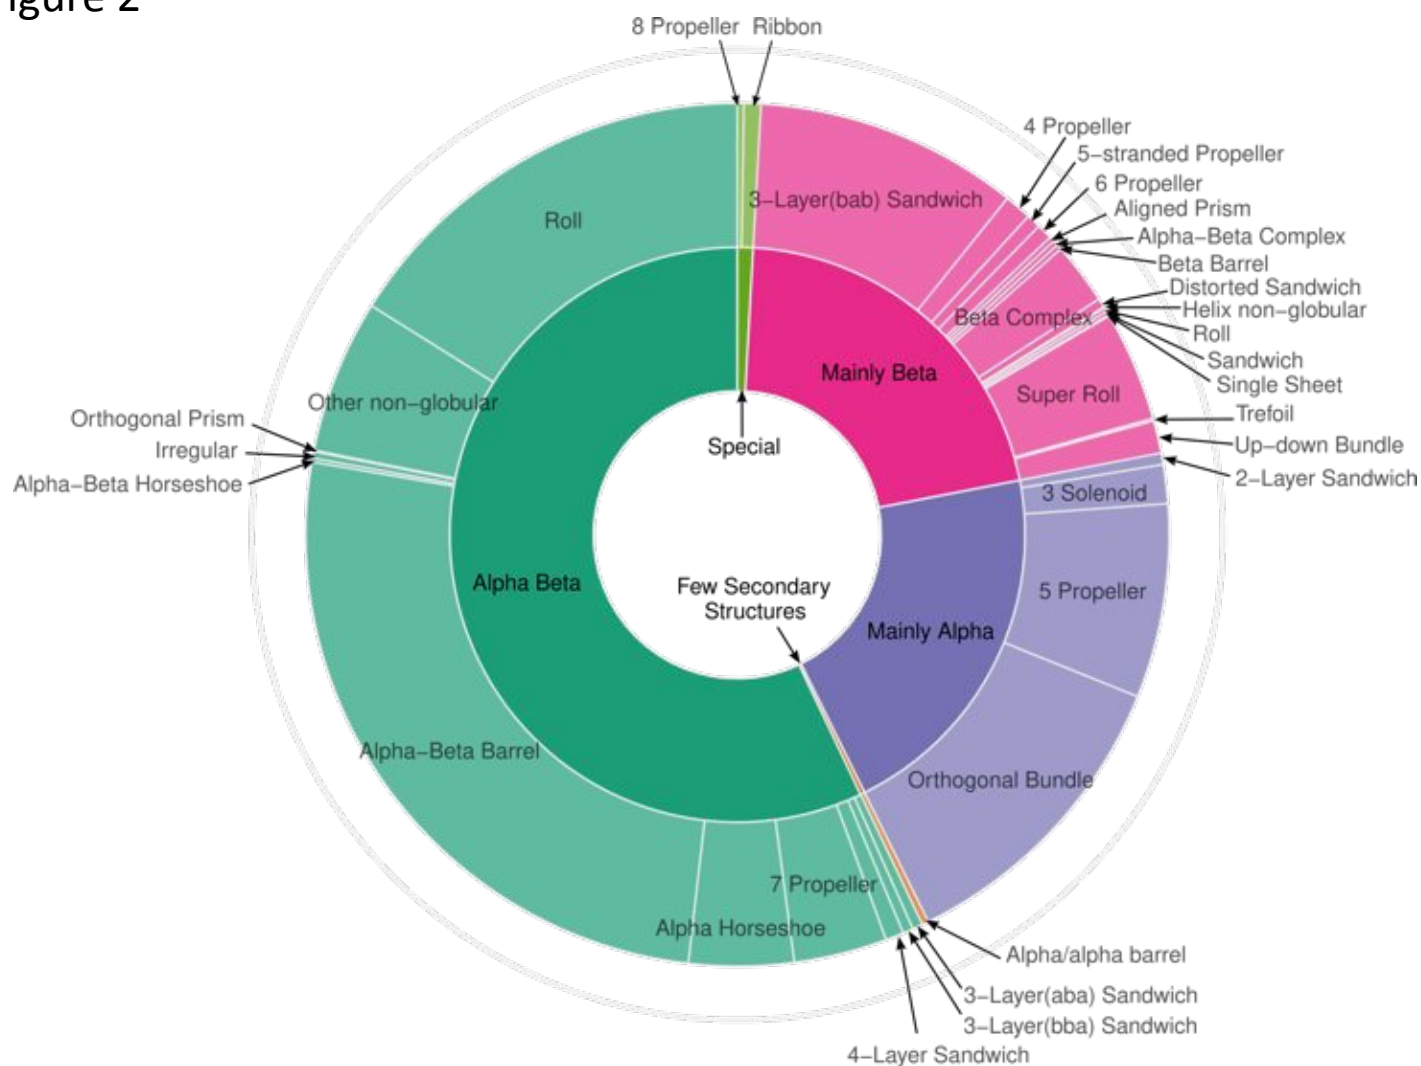 igure 2
8 Propeller
Ribbon
4 Propeller
5−stranded Propeller
6 Propeller
Aligned Prism
Alpha−Beta Complex
Beta Barrel
Distorted Sandwich
Helix non−globular
Roll
Sandwich
Single Sheet
Trefoil
Up−down Bundle
2−Layer Sandwich
3−Layer(bab) Sandwich
Beta Complex
Super Roll
Mainly Beta
Special
3 Solenoid
5 Propeller
Orthogonal Bundle
Mainly Alpha
Few Secondary
Structures
Alpha/alpha barrel
3−Layer(aba) Sandwich
3−Layer(bba) Sandwich
4−Layer Sandwich
7 Propeller
Alpha Horseshoe
Alpha−Beta Barrel
Alpha Beta
Alpha−Beta Horseshoe
Irregular
Orthogonal Prism
Other non−globular
Roll